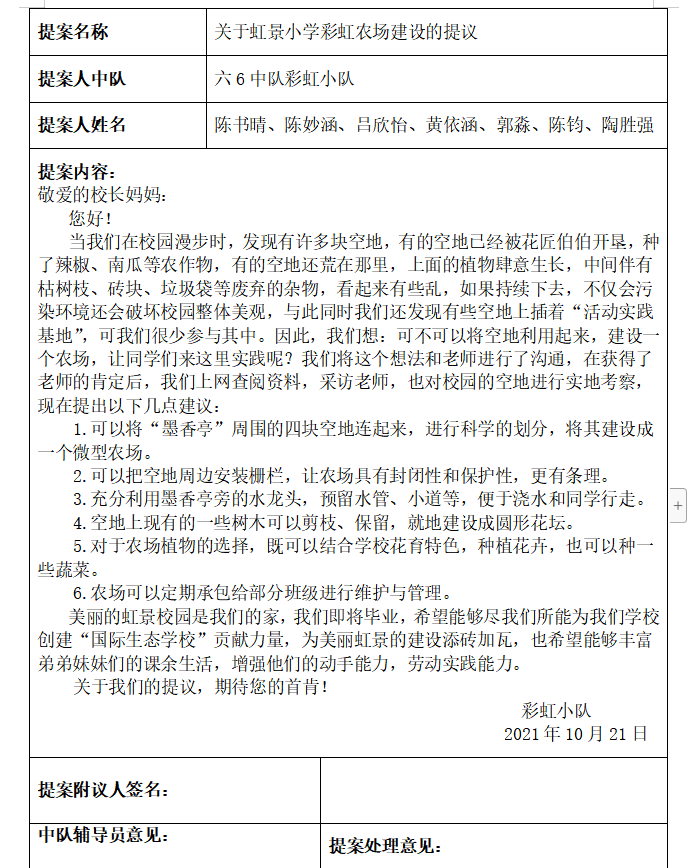 提案名称 关于虹景小学彩虹农场建设的提议
提案人中队 六 6 中队彩虹小队
提案人姓名 陈书晴、陈妙涵、吕欣怡、黄依涵、郭淼、陈钧、陶胜强
提案内容：
敬爱的校长妈妈：
您好！
当我们在校园漫步时，发现有许多块空地，有的空地已经被花匠伯伯开垦，种
了辣椒、南瓜等农作物，有的空地还荒在那里，上面的植物肆意生长，中间伴有
枯树枝、砖块、垃圾袋等废弃的杂物，看起来有些乱，如果持续下去，不仅会污
染环境还会破坏校园整体美观，与此同时我们还发现有些空地上插着“活动实践
基地”，可我们很少参与其中。因此，我们想：可不可以将空地利用起来，建设一
个农场，让同学们来这里实践呢？我们将这个想法和老师进行了沟通，在获得了
老师的肯定后，我们上网查阅资料，采访老师，也对校园的空地进行实地考察，
现在提出以下几点建议：
1.可以将“墨香亭”周围的四块空地连起来，进行科学的划分，将其建设成
一个微型农场。
2.可以把空地周边安装栅栏，让农场具有封闭性和保护性，更有条理。
3.充分利用墨香亭旁的水龙头，预留水管、小道等，便于浇水和同学行走。
4.空地上现有的一些树木可以剪枝、保留，就地建设成圆形花坛。
5.对于农场植物的选择，既可以结合学校花育特色，种植花卉，也可以种一
些蔬菜。
6.农场可以定期承包给部分班级进行维护与管理。
美丽的虹景校园是我们的家，我们即将毕业，希望能够尽我们所能为我们学校
创建“国际生态学校”贡献力量，为美丽虹景的建设添砖加瓦，也希望能够丰富
弟弟妹妹们的课余生活，增强他们的动手能力，劳动实践能力。
关于我们的提议，期待您的首肯！
彩虹小队
2021 年 10 月 21 日
提案附议人签名：
中队辅导员意见：
提案处理意见：